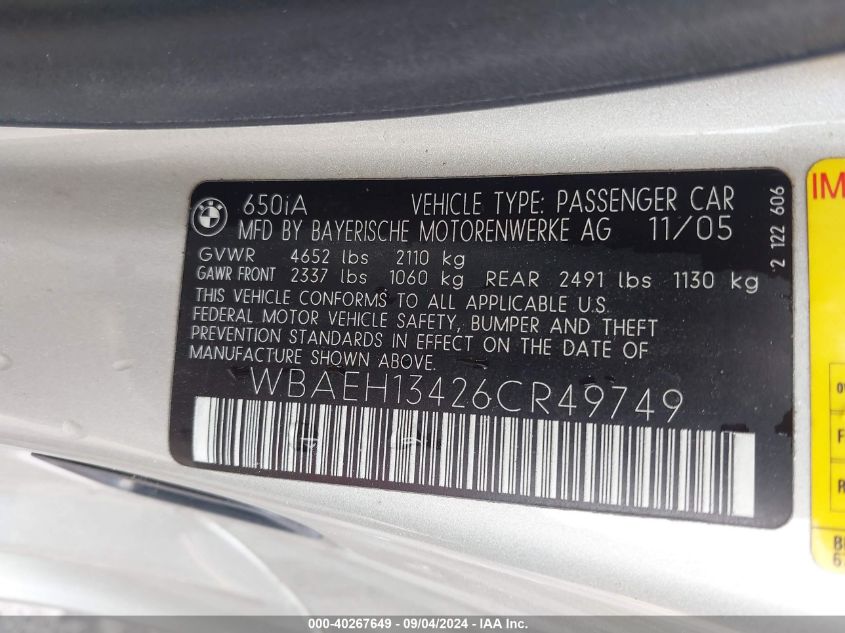 650iA VEHICLE TYPE: PASSENGER CAR
MFD BY BAYERISCHE MOTORENWERKE AG 11/05
GVWR 4652 lbs 2110 kg
GAWR FRONT 2337 lbs 1060 kg REAR 2491 lbs 1130 kg
THIS VEHICLE CONFORMS TO ALL APPLICABLE U.S.
FEDERAL MOTOR VEHICLE SAFETY, BUMPER AND THEFT
PREVENTION STANDARDS IN EFFECT ON THE DATE OF
MANUFACTURE SHOWN ABOVE.
WBAEH13426CR49749
2 122 606
IM
F
R
000-40267649 - 09/04/2024 - IAA Inc.